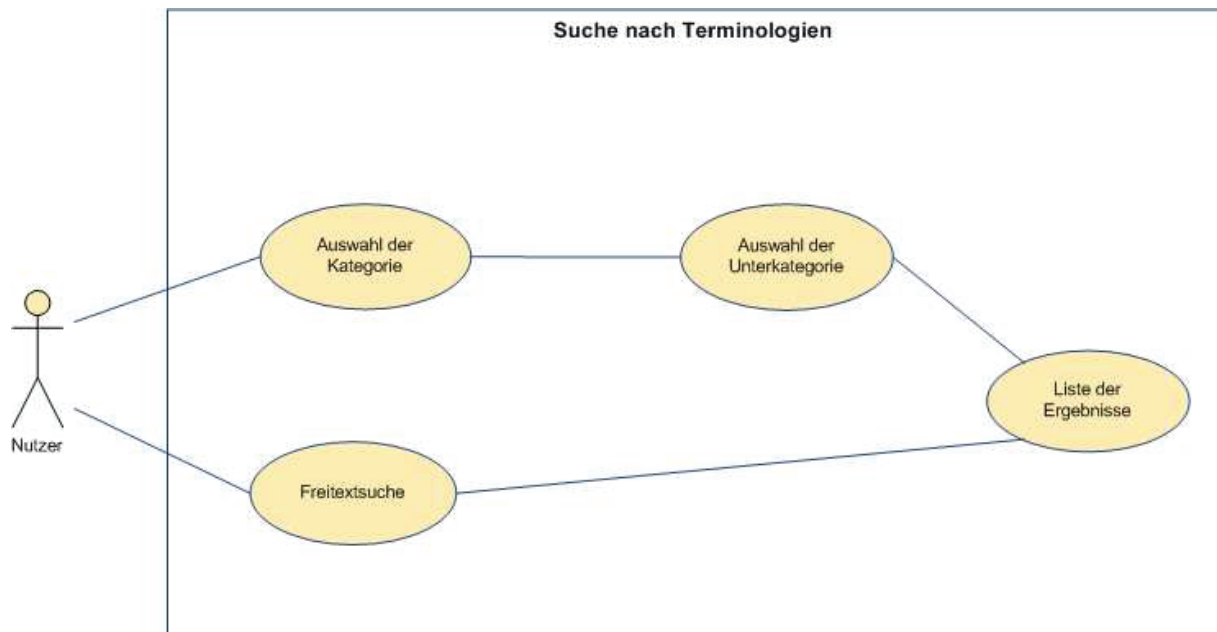 Suche nach Terminologien
Auswahl der
Kategorie
Auswahl der
Unterkategorie
Liste der
Ergebnisse
Nutzer
Freitextsuche